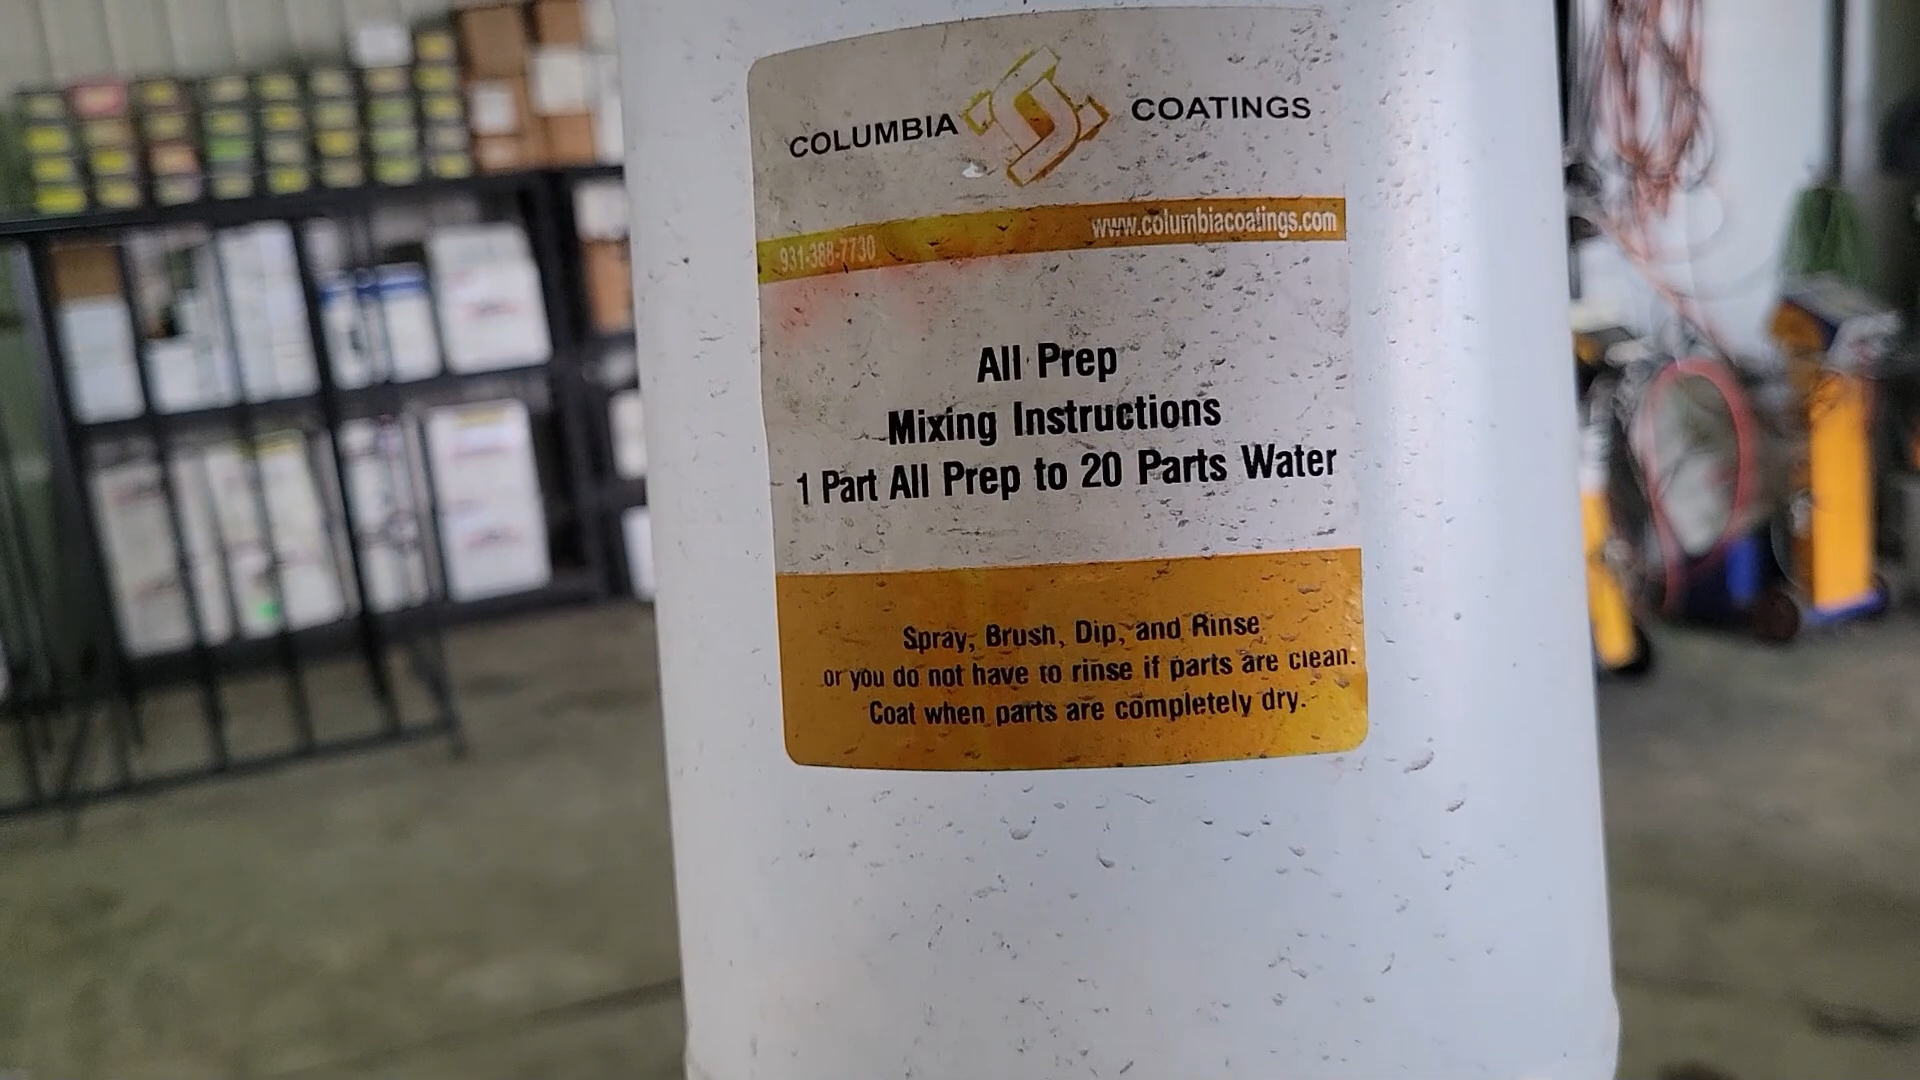 COLUMBIA COATINGS
931-388-7730 www.columbiacoatings.com
All Prep
Mixing Instructions
1 Part All Prep to 20 Parts Water
Spray, Brush, Dip, and Rinse
or you do not have to rinse if parts are clean.
Coat when parts are completely dry.